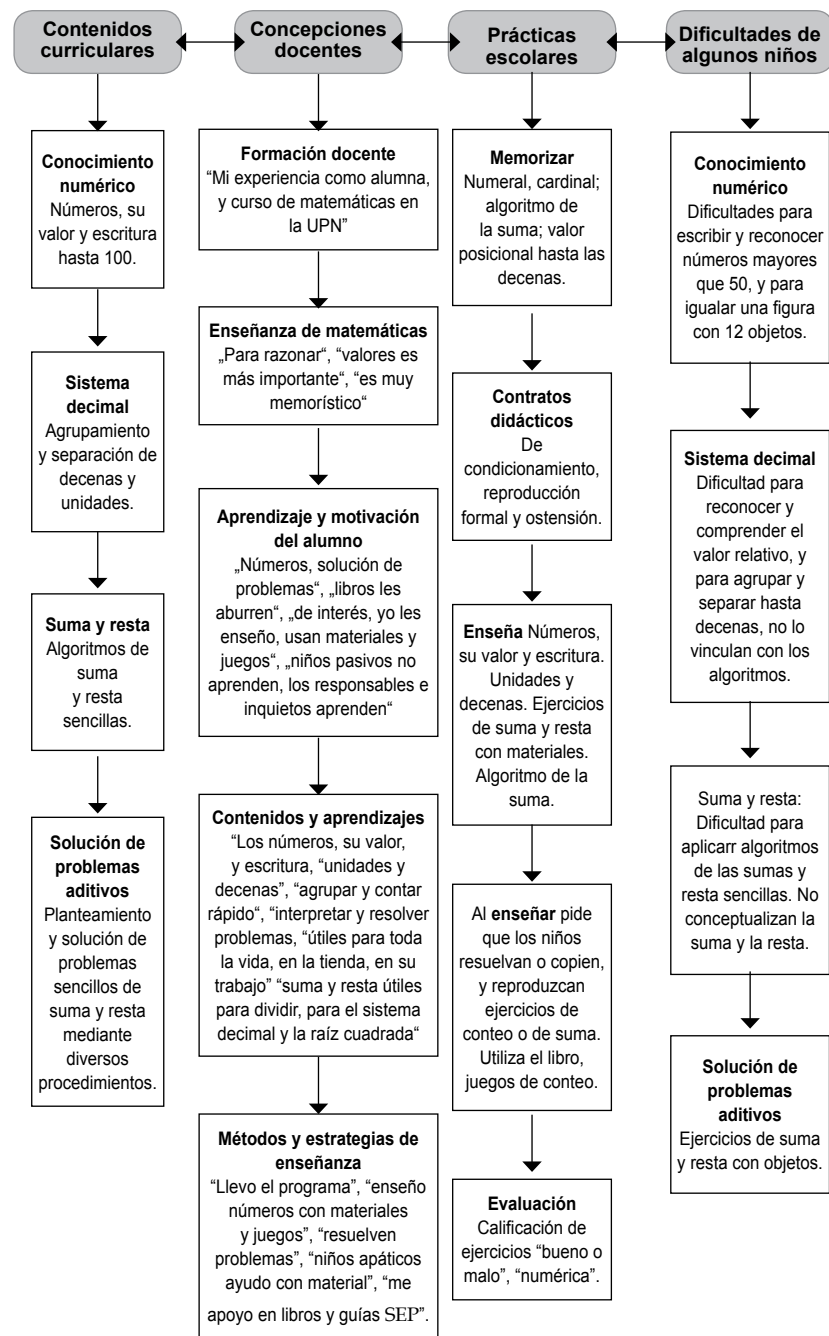 Contenidos
curriculares
Concepciones
docentes
Prácticas
escolares
Dificultades de
algunos niños
Conocimiento
numérico
Números, su
valor y escritura
hasta 100.
Sistema
decimal
Agrupamiento
y separación de
decenas y
unidades.
Suma y resta
Algoritmos de
suma
y resta
sencillas.
Solución de
problemas
aditivos
Planteamiento
y solución de
problemas
sencillos de
suma y resta
mediante
diversos
procedimientos.
Formación docente
“Mi experiencia como alumna,
y curso de matemáticas en
la UPN”
Enseñanza de matemáticas
„Para razonar“, “valores es
más importante“, “es muy
memorístico“
Aprendizaje y motivación
del alumno
„Números, solución de
problemas“, „libros les
aburren“, „de interés, yo les
enseño, usan materiales y
juegos“, „niños pasivos no
aprenden, los responsables e
inquietos aprenden“
Contenidos y aprendizajes
“Los números, su valor,
y escritura, “unidades y
decenas”, “agrupar y contar
rápido“, “interpretar y resolver
problemas, “útiles para toda
la vida, en la tienda, en su
trabajo” “suma y resta útiles
para dividir, para el sistema
decimal y la raíz cuadrada“
Métodos y estrategias de
enseñanza
“Llevo el programa”, “enseño
números con materiales
y juegos”, “resuelven
problemas”, “niños apáticos
ayudo con material”, “me
apoyo en libros y guías SEP”.
Memorizar
Numeral, cardinal;
algoritmo de
la suma; valor
posicional hasta las
decenas.
Contratos
didácticos
De
condicionamiento,
reproducción
formal y ostensión.
Enseña Números,
su valor y escritura.
Unidades y
decenas. Ejercicios
de suma y resta
con materiales.
Algoritmo de la
suma.
Al enseñar pide
que los niños
resuelvan o copien,
y reproduzcan
ejercicios de
conteo o de suma.
Utiliza el libro,
juegos de conteo.
Evaluación
Calificación de
ejercicios “bueno o
malo”, “numérica”.
Conocimiento
numérico
Dificultades para
escribir y reconocer
números mayores
que 50, y para
igualar una figura
con 12 objetos.
Sistema decimal
Dificultad para
reconocer y
comprender el
valor relativo, y
para agrupar y
separar hasta
decenas, no lo
vinculan con los
algoritmos.
Suma y resta:
Dificultad para
aplicarr algoritmos
de las sumas y
resta sencillas. No
conceptualizan la
suma y la resta.
Solución de
problemas
aditivos
Ejercicios de suma
y resta con objetos.